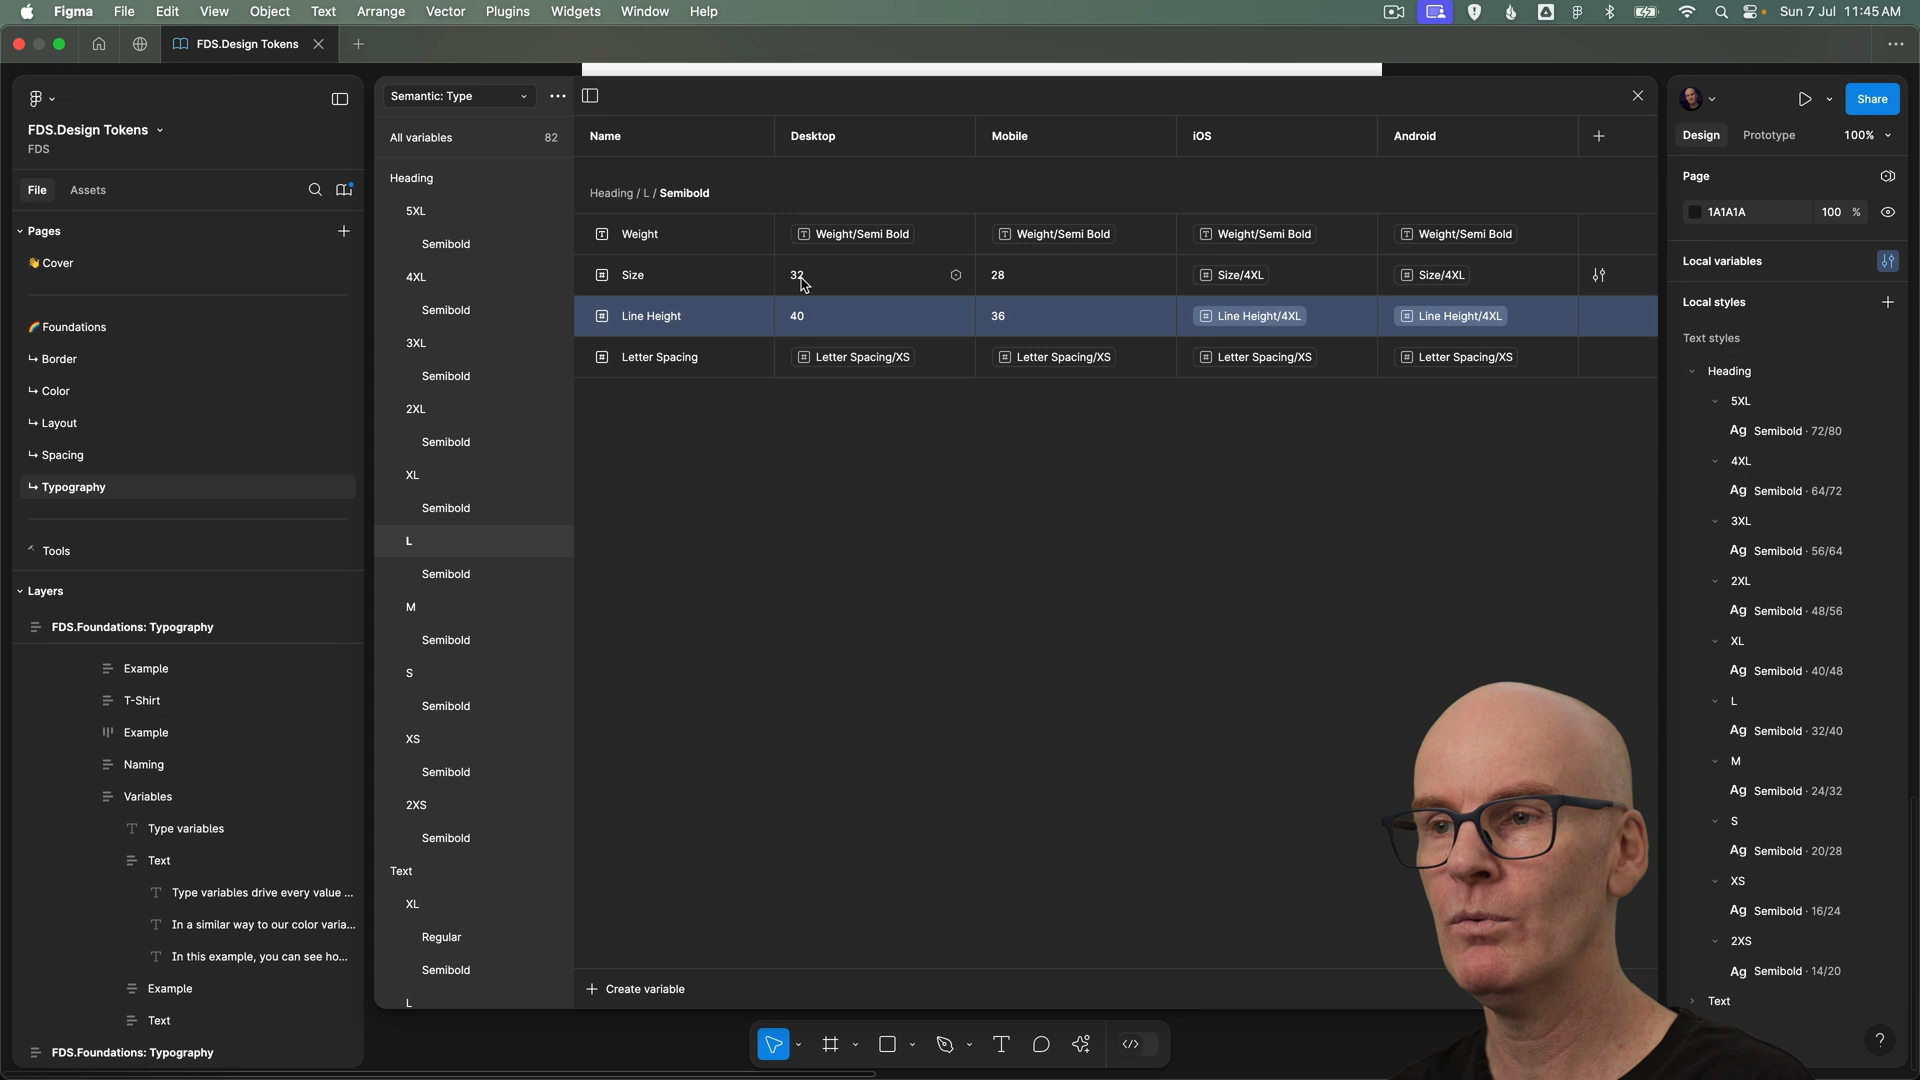 Figma File Edit View Object Text Arrange Vector Plugins Widgets Window Help Sun 7 Jul 11:45 AM
FDS.Design Tokens
FDS.Design Tokens
FDS
File Assets
Pages
👋 Cover
🌈 Foundations
↳ Border
↳ Color
↳ Layout
↳ Spacing
↳ Typography
Tools
Layers
FDS.Foundations: Typography
Example
T-Shirt
Example
Naming
Variables
Type variables
Text
Type variables drive every value ...
In a similar way to our color varia...
In this example, you can see ho...
Example
Text
FDS.Foundations: Typography
Semantic: Type
All variables 82
Heading
5XL
Semibold
4XL
Semibold
3XL
Semibold
2XL
Semibold
XL
Semibold
L
Semibold
M
Semibold
S
Semibold
XS
Semibold
2XS
Semibold
Text
XL
Regular
Semibold
L
Name Desktop Mobile iOS Android
Heading / L / Semibold
Weight Weight/Semi Bold Weight/Semi Bold Weight/Semi Bold Weight/Semi Bold
Size 32 28 Size/4XL Size/4XL
Line Height 40 36 Line Height/4XL Line Height/4XL
Letter Spacing Letter Spacing/XS Letter Spacing/XS Letter Spacing/XS Letter Spacing/XS
Create variable
Share
Design Prototype 100%
Page
1A1A1A 100 %
Local variables
Local styles
Text styles
Heading
5XL
Ag Semibold · 72/80
4XL
Ag Semibold · 64/72
3XL
Ag Semibold · 56/64
2XL
Ag Semibold · 48/56
XL
Ag Semibold · 40/48
L
Ag Semibold · 32/40
M
Ag Semibold · 24/32
S
Ag Semibold · 20/28
XS
Ag Semibold · 16/24
2XS
Ag Semibold · 14/20
Text
?